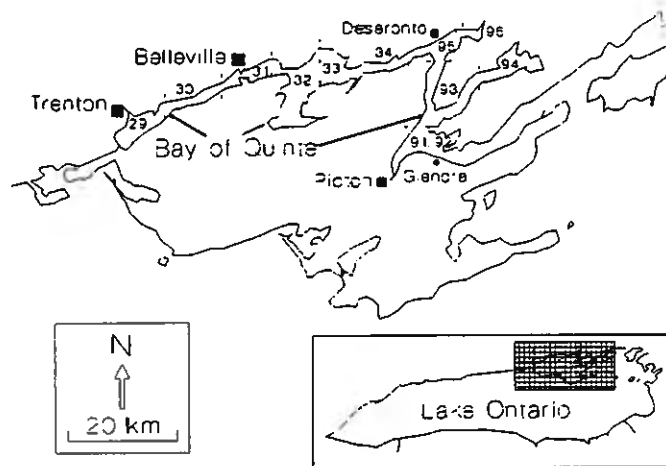 Deseronto
96
95
34
Belleville
33
94
31
32
30
93
Trenton
29
Bay of Quinte
91, 92
Picton
Glenora
N
20 km
Lake Ontario